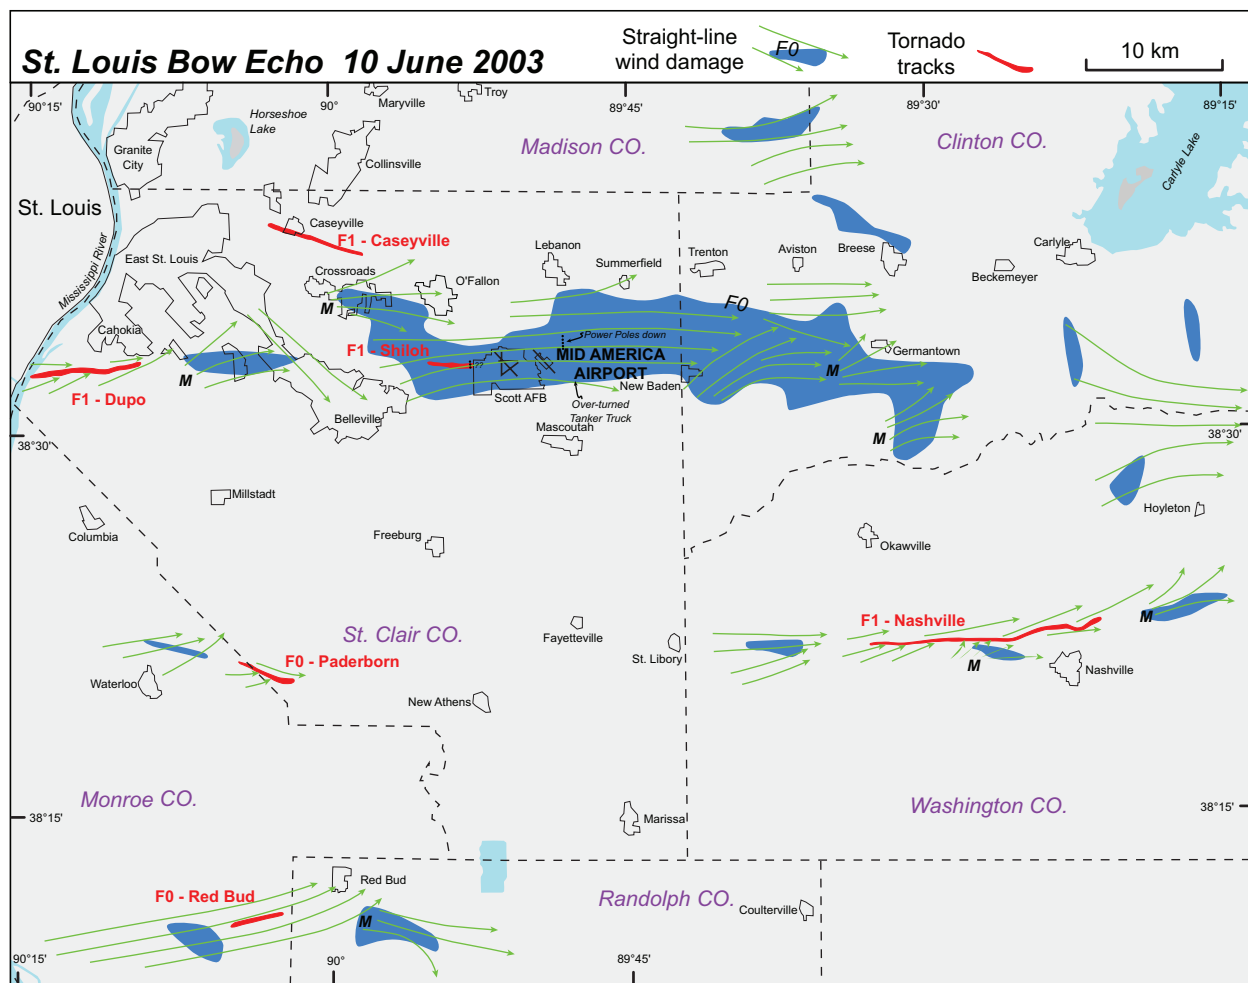 St. Louis Bow Echo 10 June 2003
Straight-line
wind damage
F0
Tornado
tracks
10 km
90°15'
90°
89°45'
89°30'
89°15'
Maryville
Troy
Horseshoe
Lake
Granite
City
Collinsville
Madison CO.
Clinton CO.
Carlyle Lake
St. Louis
Mississippi River
Caseyville
F1 - Caseyville
East St. Louis
Crossroads
O'Fallon
Lebanon
Summerfield
Trenton
Aviston
Breese
Beckemeyer
Carlyle
M
F0
Cahokia
Power Poles down
F1 - Shiloh
MID AMERICA
AIRPORT
Germantown
M
M
F1 - Dupo
Scott AFB
New Baden
Over-turned
Tanker Truck
Belleville
Mascoutah
M
38°30'
38°30'
Millstadt
Columbia
Freeburg
Okawville
Hoyleton
St. Clair CO.
Fayetteville
F1 - Nashville
M
F0 - Paderborn
St. Libory
M
Nashville
Waterloo
New Athens
Monroe CO.
Washington CO.
38°15'
38°15'
Marissa
Red Bud
F0 - Red Bud
Randolph CO.
Coulterville
M
90°15'
90°
89°45'